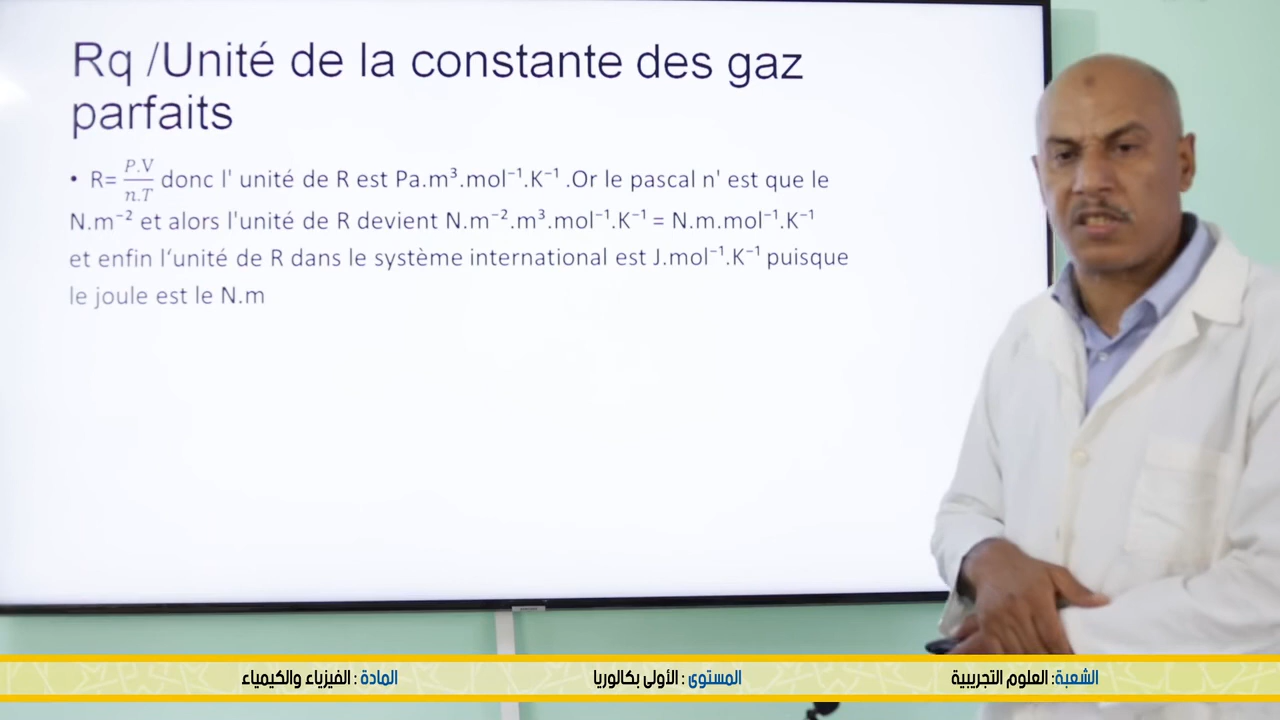 Rq /Unité de la constante des gaz
parfaits
• R= P.V / n.T donc l' unité de R est Pa.m³.mol⁻¹.K⁻¹ .Or le pascal n' est que le
N.m⁻² et alors l'unité de R devient N.m⁻².m³.mol⁻¹.K⁻¹ = N.m.mol⁻¹.K⁻¹
et enfin l'unité de R dans le système international est J.mol⁻¹.K⁻¹ puisque
le joule est le N.m
الشعبة: العلوم التجريبية المستوى : الأولى بكالوريا المادة : الفيزياء والكيمياء